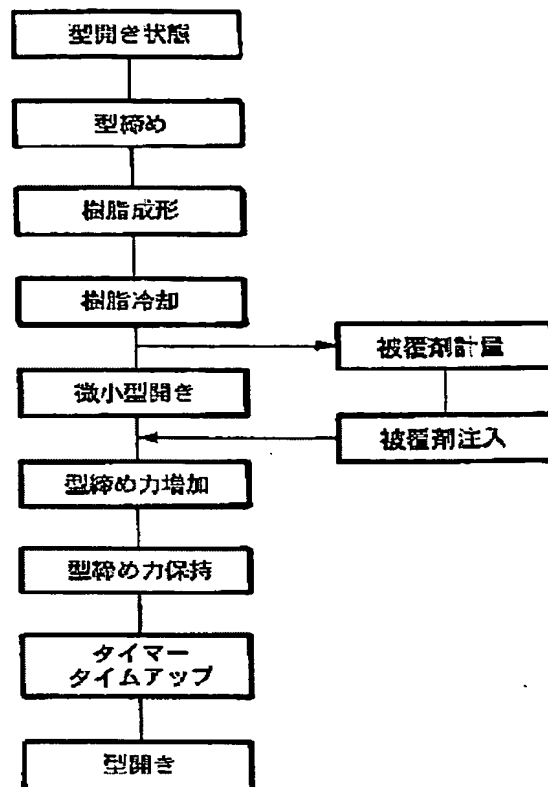 型開き状態
型締め
樹脂成形
樹脂冷却
被覆剤計量
微小型開き
被覆剤注入
型締め力増加
型締め力保持
タイマー
タイムアップ
型開き